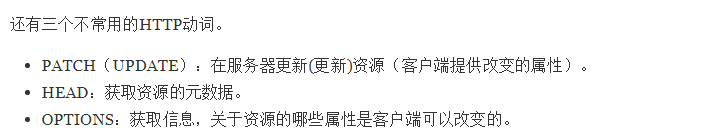 还有三个不常用的HTTP动词。
PATCH（UPDATE）：在服务器更新(更新)资源（客户端提供改变的属性）。
HEAD：获取资源的元数据。
OPTIONS：获取信息，关于资源的哪些属性是客户端可以改变的。